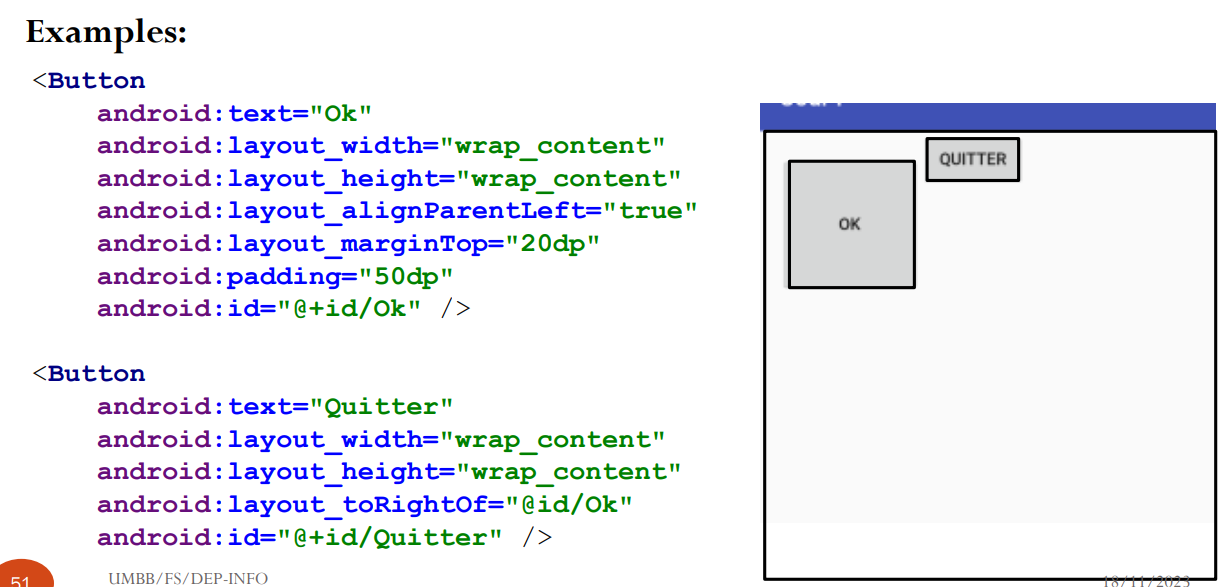 Examples:
<Button
android:text="Ok"
android:layout_width="wrap_content"
android:layout_height="wrap_content"
android:layout_alignParentLeft="true"
android:layout_marginTop="20dp"
android:padding="50dp"
android:id="@+id/Ok" />
<Button
android:text="Quitter"
android:layout_width="wrap_content"
android:layout_height="wrap_content"
android:layout_toRightOf="@id/Ok"
android:id="@+id/Quitter" />
QUITTER
OK
51
UMBB/FS/DEP-INFO
18/11/2023